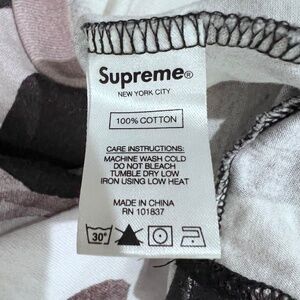 Supreme®
NEW YORK CITY
100% COTTON
CARE INSTRUCTIONS:
MACHINE WASH COLD
DO NOT BLEACH
TUMBLE DRY LOW
IRON USING LOW HEAT
MADE IN CHINA
RN 101837
30°